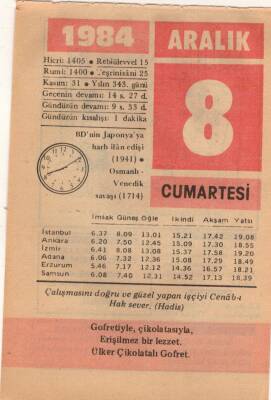 1984
ARALIK
Hicri: 1405 • Rebiülevvel 15
Rumi: 1400 • Teşrinisâni 25
Kasım: 31 • Yılın 343. günü
Gecenin devamı: 14 s. 27 d.
Gündüzün devamı: 9 s. 33 d.
Gündüzün kısalışı: 1 dakika
8
BD'nin Japonya'ya
harb ilân edişi
(1941) •
Osmanlı-
Venedik
savaşı (1714)
CUMARTESİ
İmsak Güneş Öğle İkindi Akşam Yatsı
İstanbul 6.37 8.09 13.01 15.21 17.42 19.08
Ankara 6.20 7.50 12.45 15.09 17.30 18.55
İzmir 6.41 8.08 13.08 15.37 17.58 19.20
Adana 6.06 7.32 12.36 15.08 17.29 18.49
Erzurum 5.46 7.17 12.12 14.36 16.57 18.21
Samsun 6.08 7.40 12.31 14.52 17.13 18.39
Çalışmasını doğru ve güzel yapan işçiyi Cenâb-ı
Hak sever. (Hadis)
Gofretiyle, çikolatasıyla,
Erişilmez bir lezzet.
Ülker Çikolatalı Gofret.